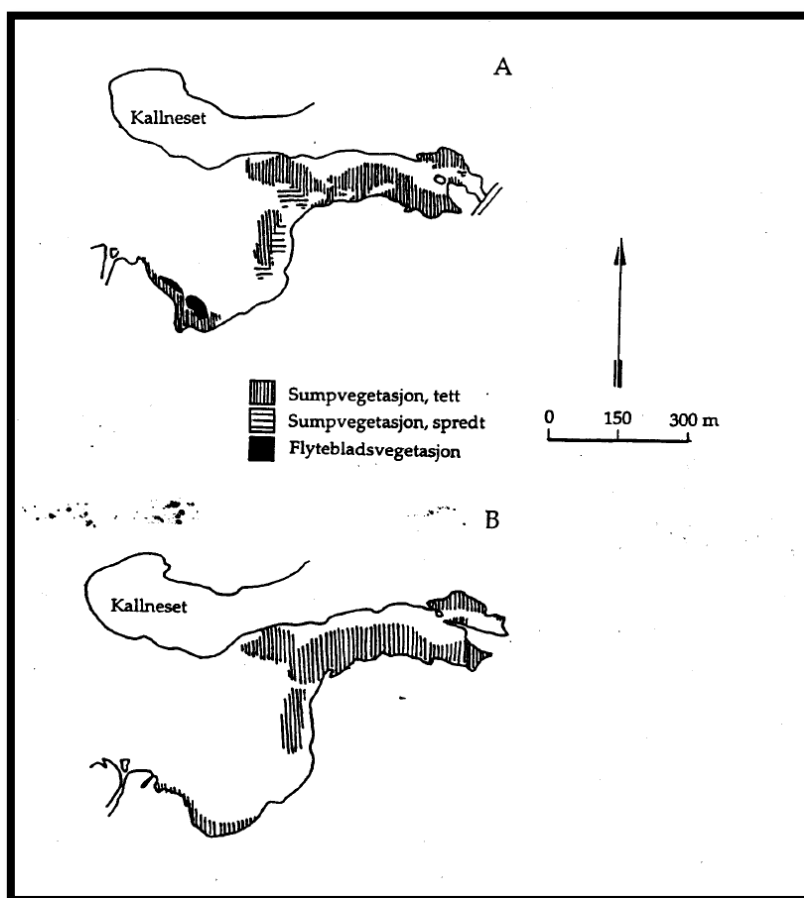 A
Kallneset
Sumpvegetasjon, tett
Sumpvegetasjon, spredt
Flytebladsvegetasjon
0 150 300 m
B
Kallneset